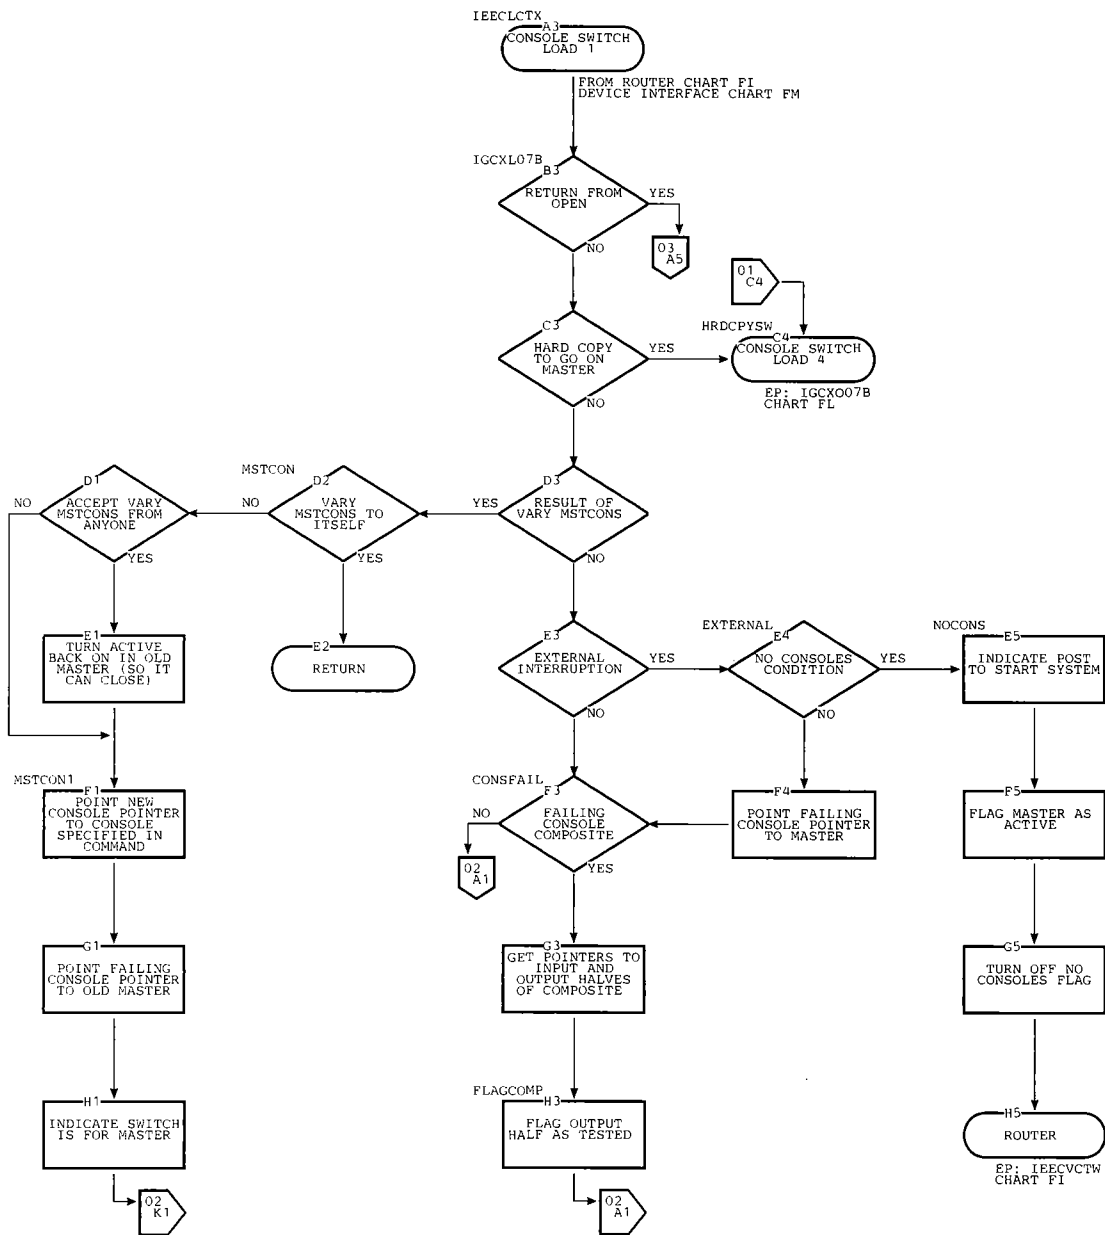 IEECLCTX
A3
CONSOLE SWITCH
LOAD 1
FROM ROUTER CHART FI
DEVICE INTERFACE CHART FM
IGCXL07B
B3
RETURN FROM
OPEN
YES
NO
03
A5
01
C4
C3
HARD COPY
TO GO ON
MASTER
YES
NO
HRDCPYSW
C4
CONSOLE SWITCH
LOAD 4
EP: IGCXO07B
CHART FL
D1
ACCEPT VARY
MSTCONS FROM
ANYONE
NO
YES
MSTCON
D2
VARY
MSTCONS TO
ITSELF
NO
YES
D3
RESULT OF
VARY MSTCONS
YES
NO
E1
TURN ACTIVE
BACK ON IN OLD
MASTER (SO IT
CAN CLOSE)
E2
RETURN
E3
EXTERNAL
INTERRUPTION
YES
NO
EXTERNAL
E4
NO CONSOLES
CONDITION
YES
NO
NOCONS
E5
INDICATE POST
TO START SYSTEM
MSTCON1
F1
POINT NEW
CONSOLE POINTER
TO CONSOLE
SPECIFIED IN
COMMAND
CONSFAIL
F3
FAILING
CONSOLE
COMPOSITE
NO
YES
02
A1
F4
POINT FAILING
CONSOLE POINTER
TO MASTER
F5
FLAG MASTER AS
ACTIVE
G1
POINT FAILING
CONSOLE POINTER
TO OLD MASTER
G3
GET POINTERS TO
INPUT AND
OUTPUT HALVES
OF COMPOSITE
G5
TURN OFF NO
CONSOLES FLAG
H1
INDICATE SWITCH
IS FOR MASTER
02
K1
FLAGCOMP
H3
FLAG OUTPUT
HALF AS TESTED
02
A1
H5
ROUTER
EP: IEECVCTW
CHART FI